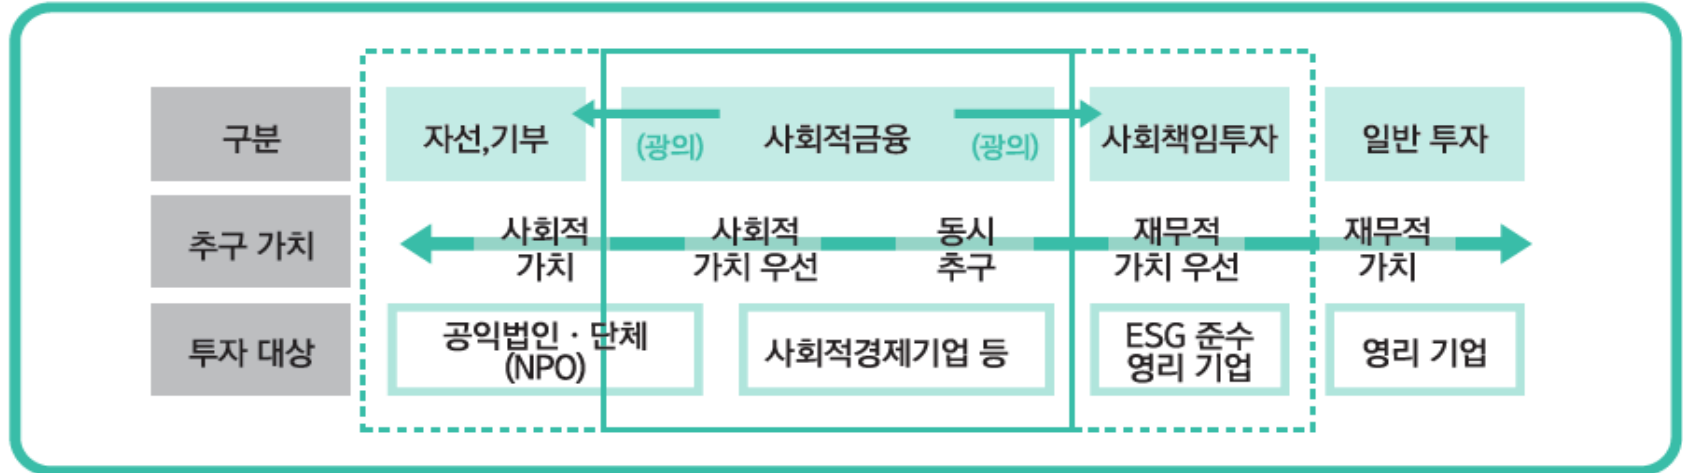 구분
자선,기부
(광의)
사회적금융
(광의)
사회책임투자
일반 투자
추구 가치
사회적
가치
사회적
가치 우선
동시
추구
재무적
가치 우선
재무적
가치
투자 대상
공익법인 · 단체
(NPO)
사회적경제기업 등
ESG 준수
영리 기업
영리 기업